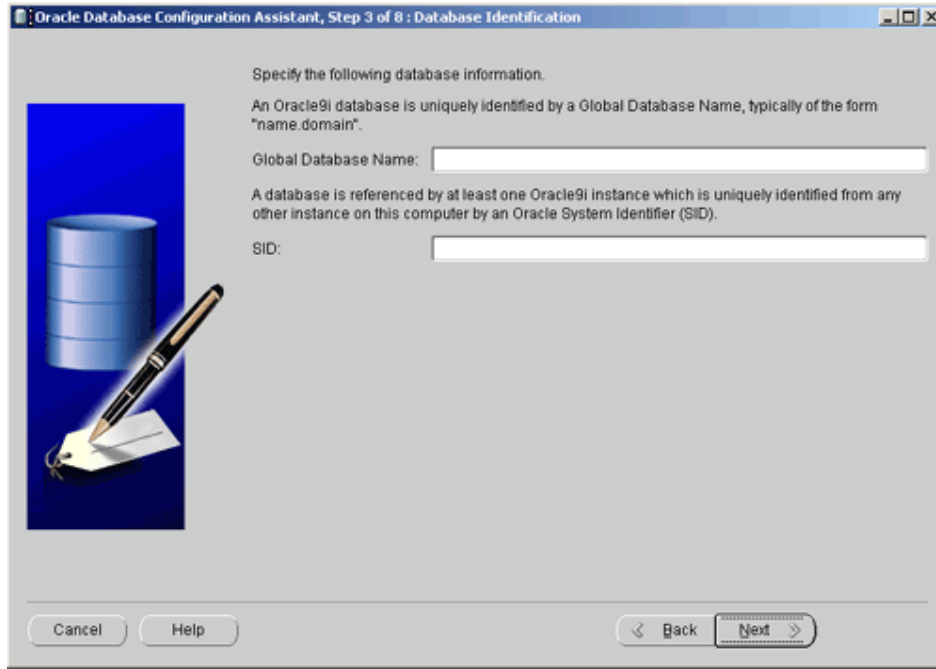 Oracle Database Configuration Assistant, Step 3 of 8 : Database Identification
Specify the following database information.
An Oracle9i database is uniquely identified by a Global Database Name, typically of the form
"name.domain".
Global Database Name:
A database is referenced by at least one Oracle9i instance which is uniquely identified from any
other instance on this computer by an Oracle System Identifier (SID).
SID:
Cancel
Help
Back
Next